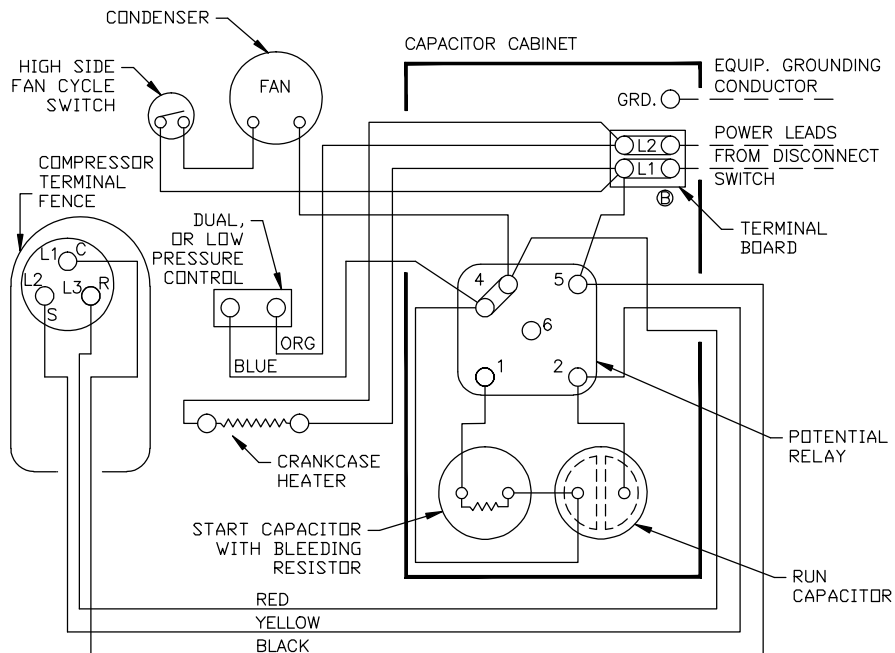 CONDENSER
HIGH SIDE
FAN CYCLE
SWITCH
FAN
CAPACITOR CABINET
EQUIP. GROUNDING
CONDUCTOR
GRD.
L2
POWER LEADS
FROM DISCONNECT
SWITCH
L1
B
TERMINAL
BOARD
COMPRESSOR
TERMINAL
FENCE
L1
C
L2
S
L3
R
DUAL,
OR LOW
PRESSURE
CONTROL
ORG
BLUE
4
5
6
1
2
POTENTIAL
RELAY
CRANKCASE
HEATER
START CAPACITOR
WITH BLEEDING
RESISTOR
RUN
CAPACITOR
RED
YELLOW
BLACK